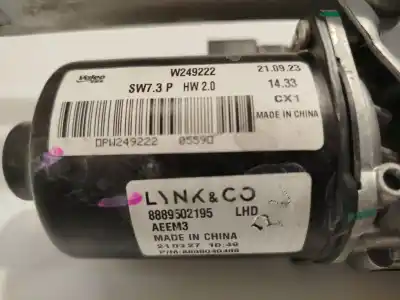 Valeo W249222 21.09.23
SW7.3 P HW 2.0 14.33
CX1
MADE IN CHINA
DPW249222 05590
LYNK&CO
8889502195 LHD
AEEM3
MADE IN CHINA
P/N: